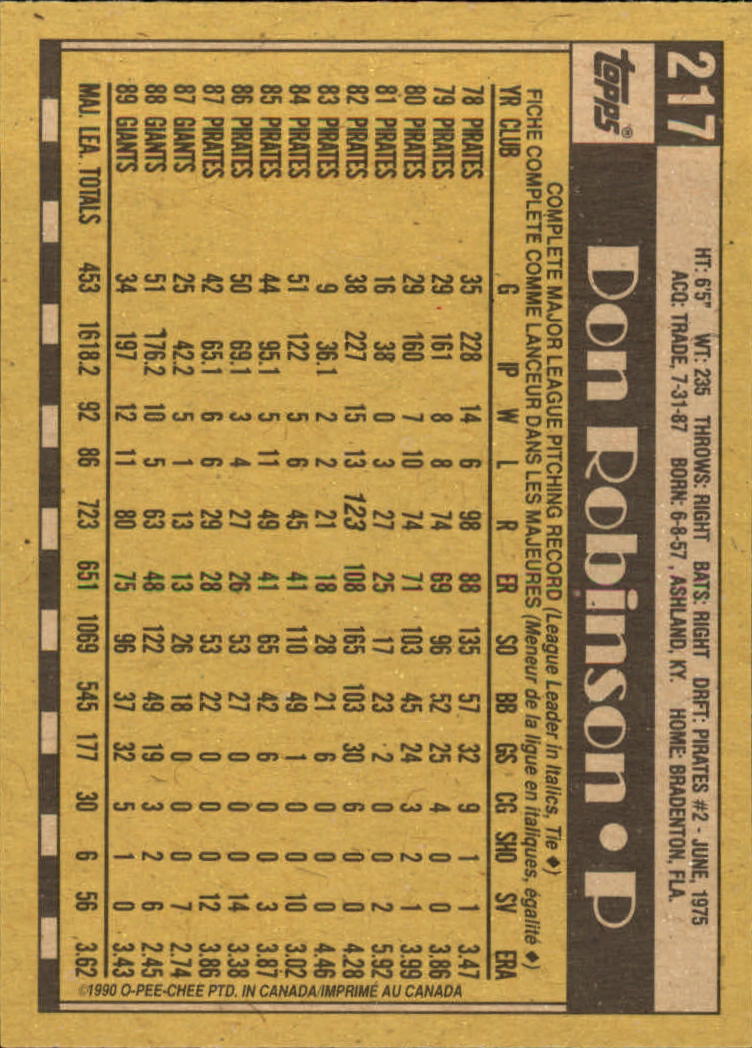 217
HT: 6'5" WT: 235 THROWS: RIGHT BATS: RIGHT DRFT: PIRATES #2 - JUNE, 1975
ACQ: TRADE, 7-31-87 BORN: 6-8-57, ASHLAND, KY. HOME: BRADENTON, FLA.
topps®
Don Robinson • P
COMPLETE MAJOR LEAGUE PITCHING RECORD (League Leader in Italics, Tie ♦)
FICHE COMPLÈTE COMME LANCEUR DANS LES MAJEURES (Meneur de la ligue en italiques, égalité ♦)
YR CLUB G IP W L R ER SO BB GS CG SHO SV ERA
78 PIRATES 35 228 14 6 98 88 135 57 32 9 1 1 3.47
79 PIRATES 29 161 8 8 74 69 96 52 25 4 0 0 3.86
80 PIRATES 29 160 7 10 74 71 103 45 24 3 2 1 3.99
81 PIRATES 16 38 0 3 27 25 17 23 2 0 0 2 5.92
82 PIRATES 38 227 15 13 123 108 165 103 30 6 0 0 4.28
83 PIRATES 9 36.1 2 2 21 18 28 21 6 0 0 0 4.46
84 PIRATES 51 122 5 6 45 41 110 49 1 0 0 10 3.02
85 PIRATES 44 95.1 5 11 49 41 65 42 6 0 0 3 3.87
86 PIRATES 50 69.1 3 4 27 26 53 27 0 0 0 14 3.38
87 PIRATES 42 65.1 6 6 29 28 53 22 0 0 0 12 3.86
87 GIANTS 25 42.2 5 1 13 13 26 18 0 0 0 7 2.74
88 GIANTS 51 176.2 10 5 63 48 122 49 19 3 2 6 2.45
89 GIANTS 34 197 12 11 80 75 96 37 32 5 1 0 3.43
MAJ. LEA. TOTALS 453 1618.2 92 86 723 651 1069 545 177 30 6 56 3.62
©1990 O-PEE-CHEE PTD. IN CANADA/IMPRIMÉ AU CANADA